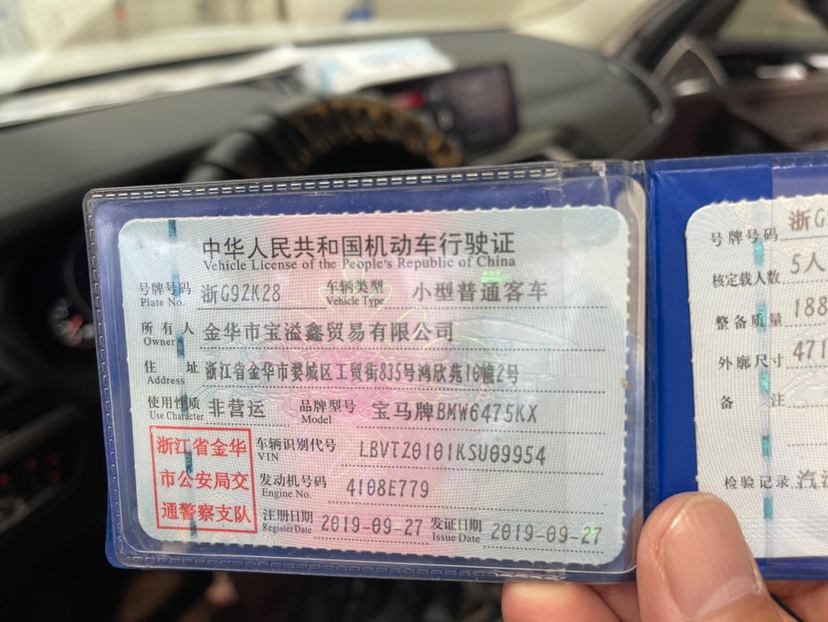 中华人民共和国机动车行驶证
Vehicle License of the People's Republic of China
号牌号码 浙G92K28 车辆类型 小型普通客车
Plate No. Vehicle Type
所有人 金华市宝溢鑫贸易有限公司
Owner
住址 浙江省金华市婺城区工贸街835号鸿欣苑16幢2号
Address
使用性质 非营运 品牌型号 宝马牌BMW6475KX
Use Character Model
浙江省金华
市公安局交
通警察支队
车辆识别代号 LBVTZ0101KSU09954
VIN
发动机号码 4108E779
Engine No.
注册日期 2019-09-27 发证日期 2019-09-27
Register Date Issue Date
号牌号码 浙G
核定载人数 5人
整备质量 188
外廓尺寸 471
备注
检验记录